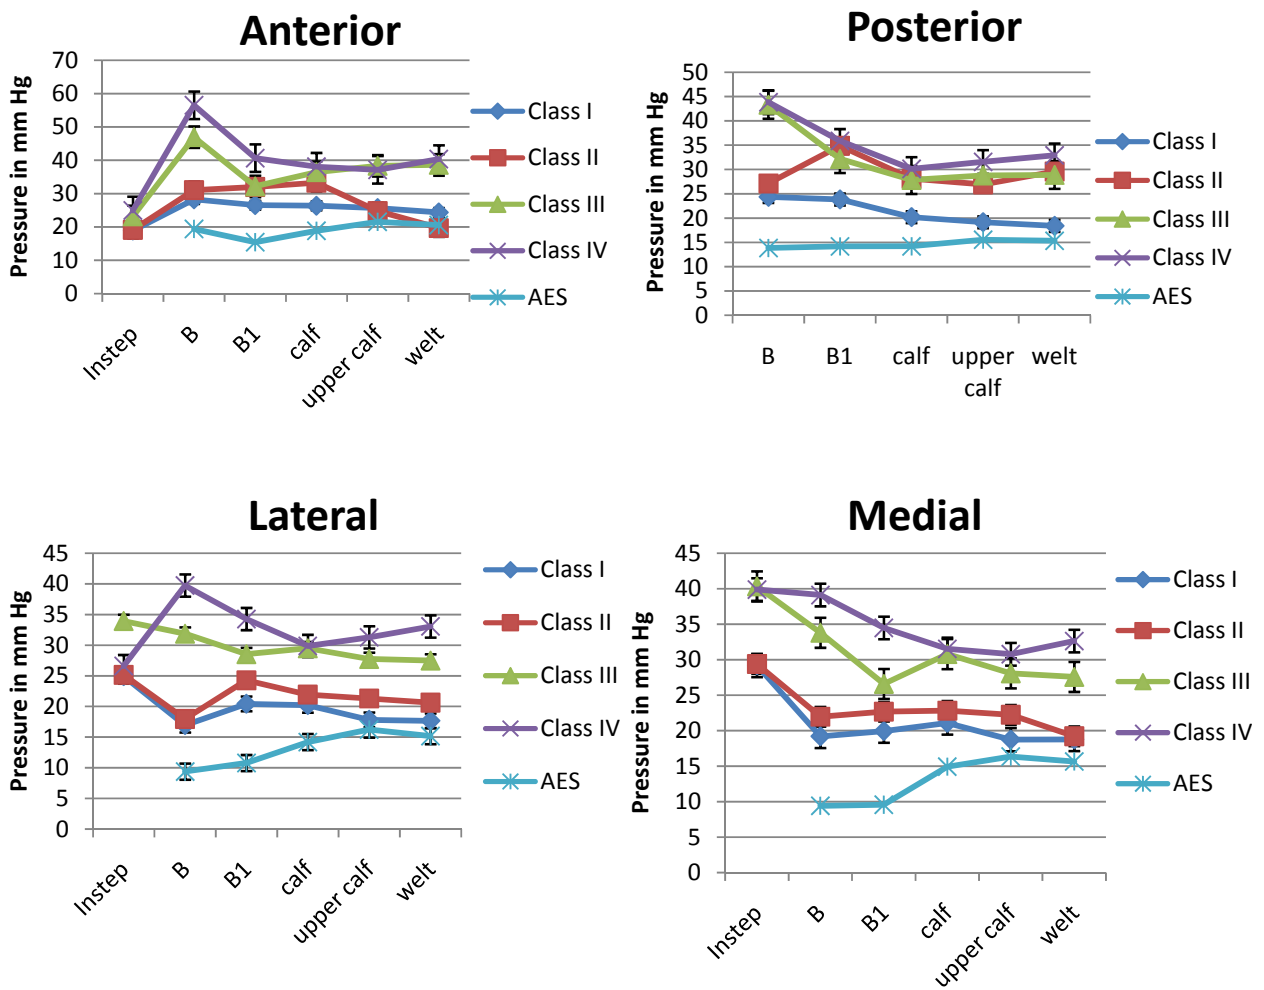 Anterior
Pressure in mm Hg
70
60
50
40
30
20
10
0
Instep
B
B1
calf
upper calf
welt
Class I
Class II
Class III
Class IV
AES
Posterior
Pressure in mm Hg
50
45
40
35
30
25
20
15
10
5
0
B
B1
calf
upper
calf
welt
Class I
Class II
Class III
Class IV
AES
Lateral
Pressure in mm Hg
45
40
35
30
25
20
15
10
5
0
Instep
B
B1
calf
upper calf
welt
Class I
Class II
Class III
Class IV
AES
Medial
Pressure in mm Hg
45
40
35
30
25
20
15
10
5
0
Instep
B
B1
calf
upper calf
welt
Class I
Class II
Class III
Class IV
AES